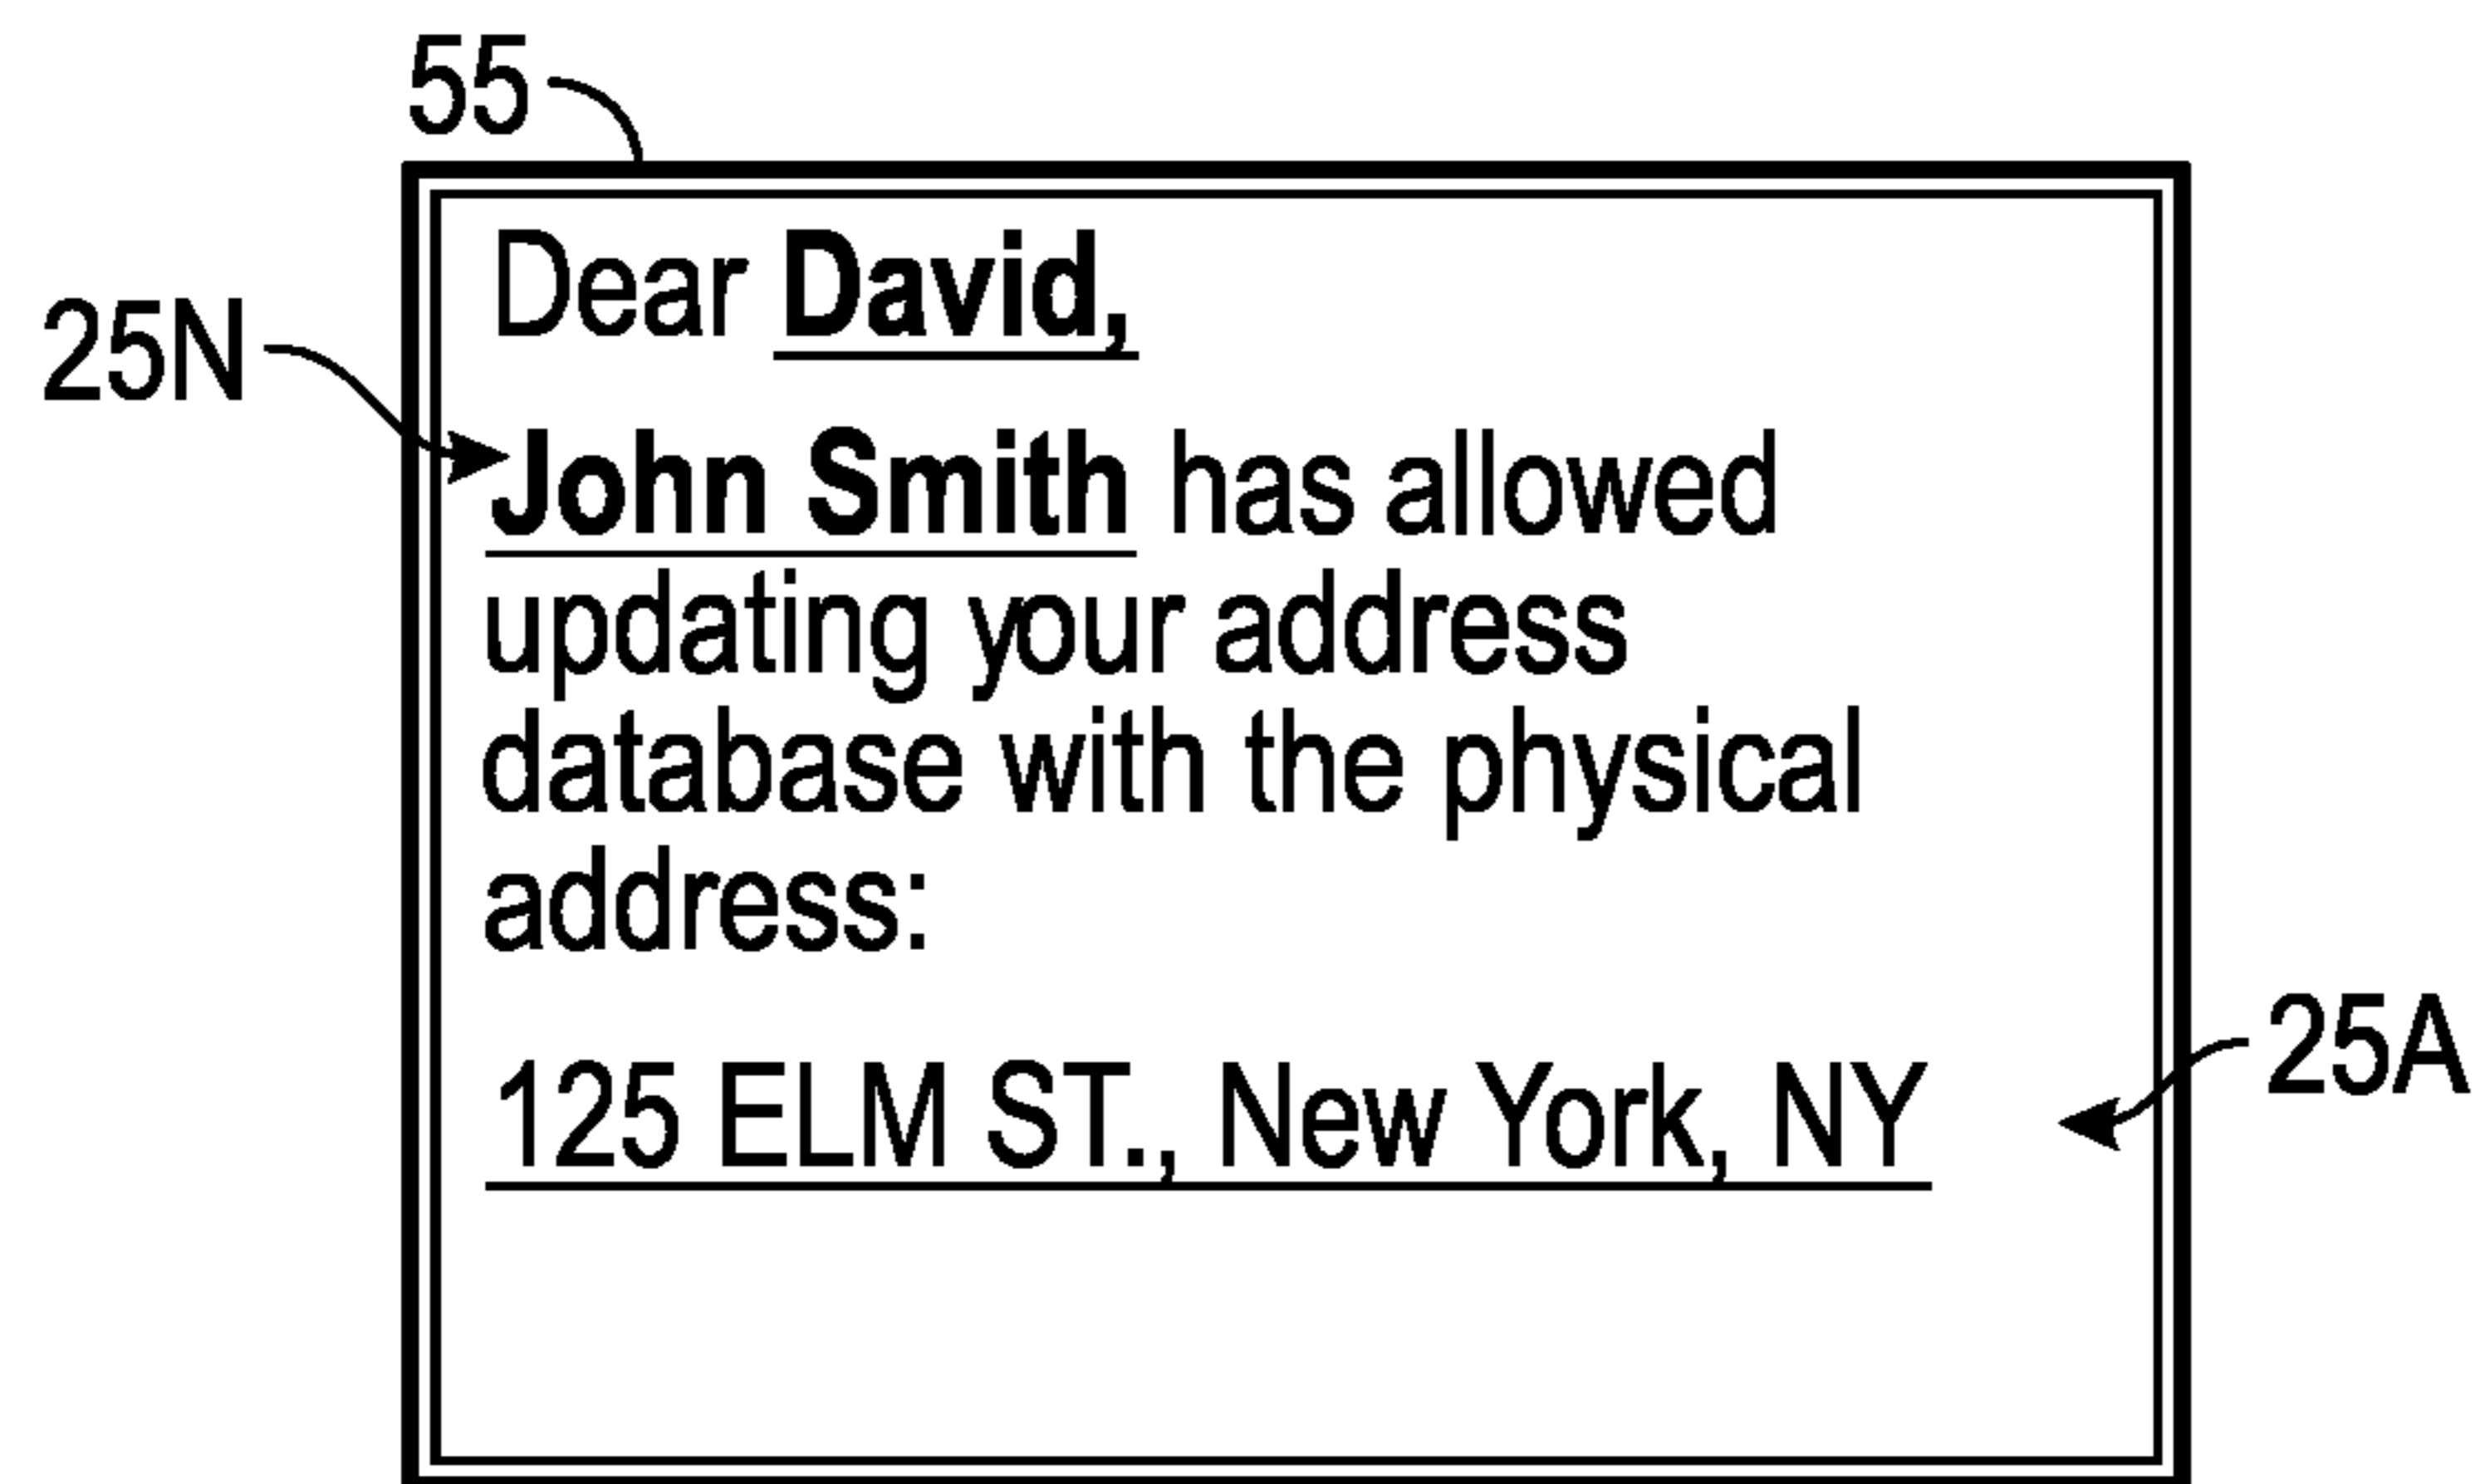 55
Dear David,
25N
John Smith has allowed
updating your address
database with the physical
address:
25A
125 ELM ST., New York, NY